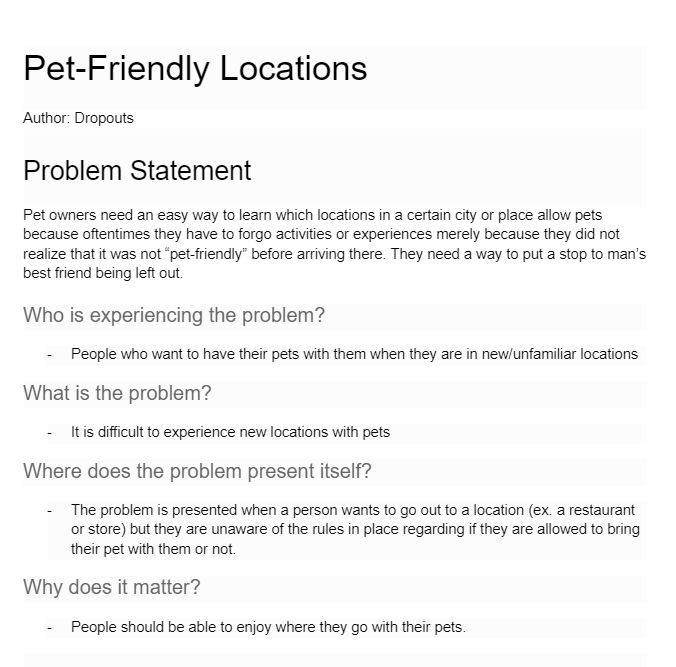 Pet-Friendly Locations
Author: Dropouts
Problem Statement
Pet owners need an easy way to learn which locations in a certain city or place allow pets
because oftentimes they have to forgo activities or experiences merely because they did not
realize that it was not “pet-friendly” before arriving there. They need a way to put a stop to man’s
best friend being left out.
Who is experiencing the problem?
- People who want to have their pets with them when they are in new/unfamiliar locations
What is the problem?
- It is difficult to experience new locations with pets
Where does the problem present itself?
- The problem is presented when a person wants to go out to a location (ex. a restaurant
or store) but they are unaware of the rules in place regarding if they are allowed to bring
their pet with them or not.
Why does it matter?
- People should be able to enjoy where they go with their pets.